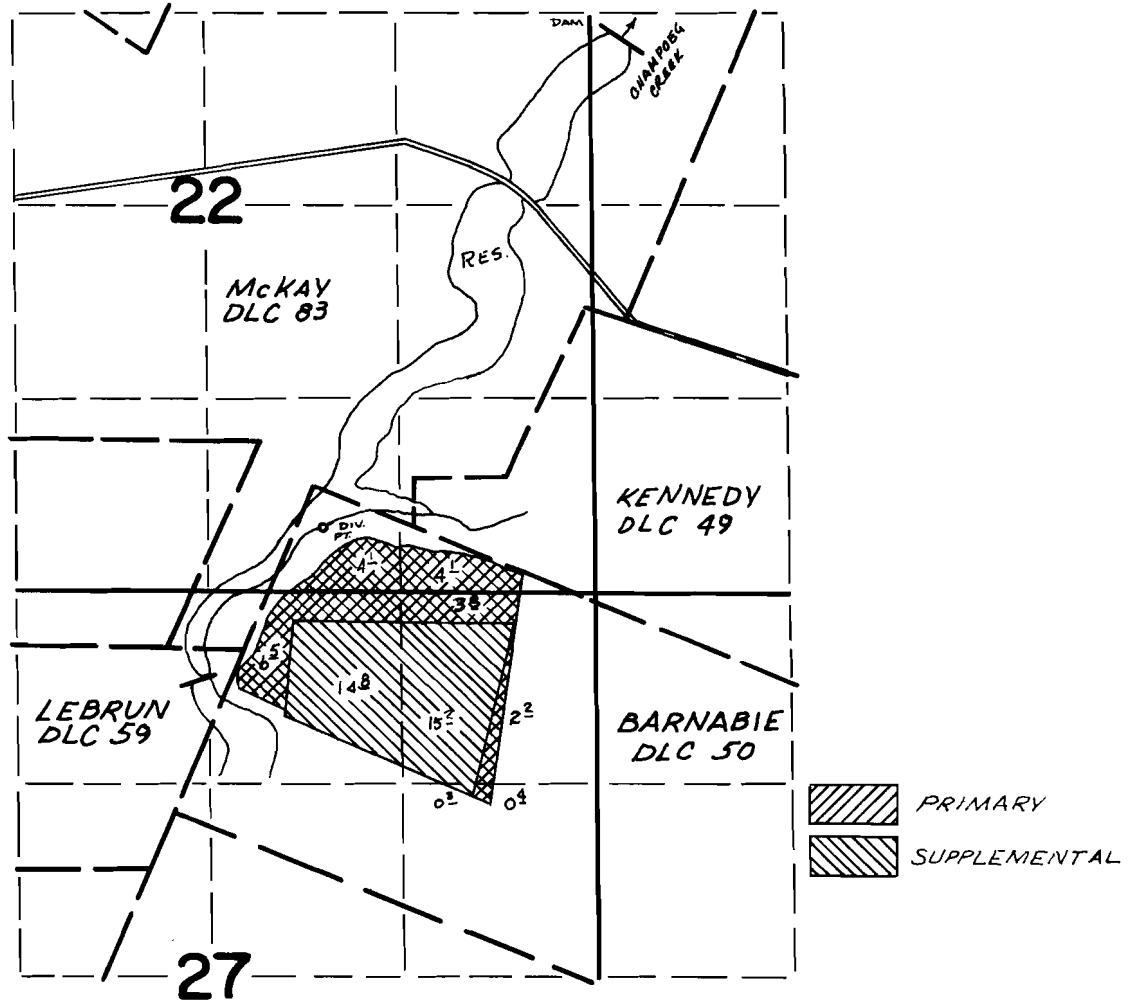 DAM
CHAMPOEG
CREEK
22
RES.
McKAY
DLC 83
KENNEDY
DLC 49
DIV.
PT.
4 1
4 1
3 8
6 5
14 8
15 2
2 2
LEBRUN
DLC 59
BARNABIE
DLC 50
0 3
0 4
PRIMARY
SUPPLEMENTAL
27